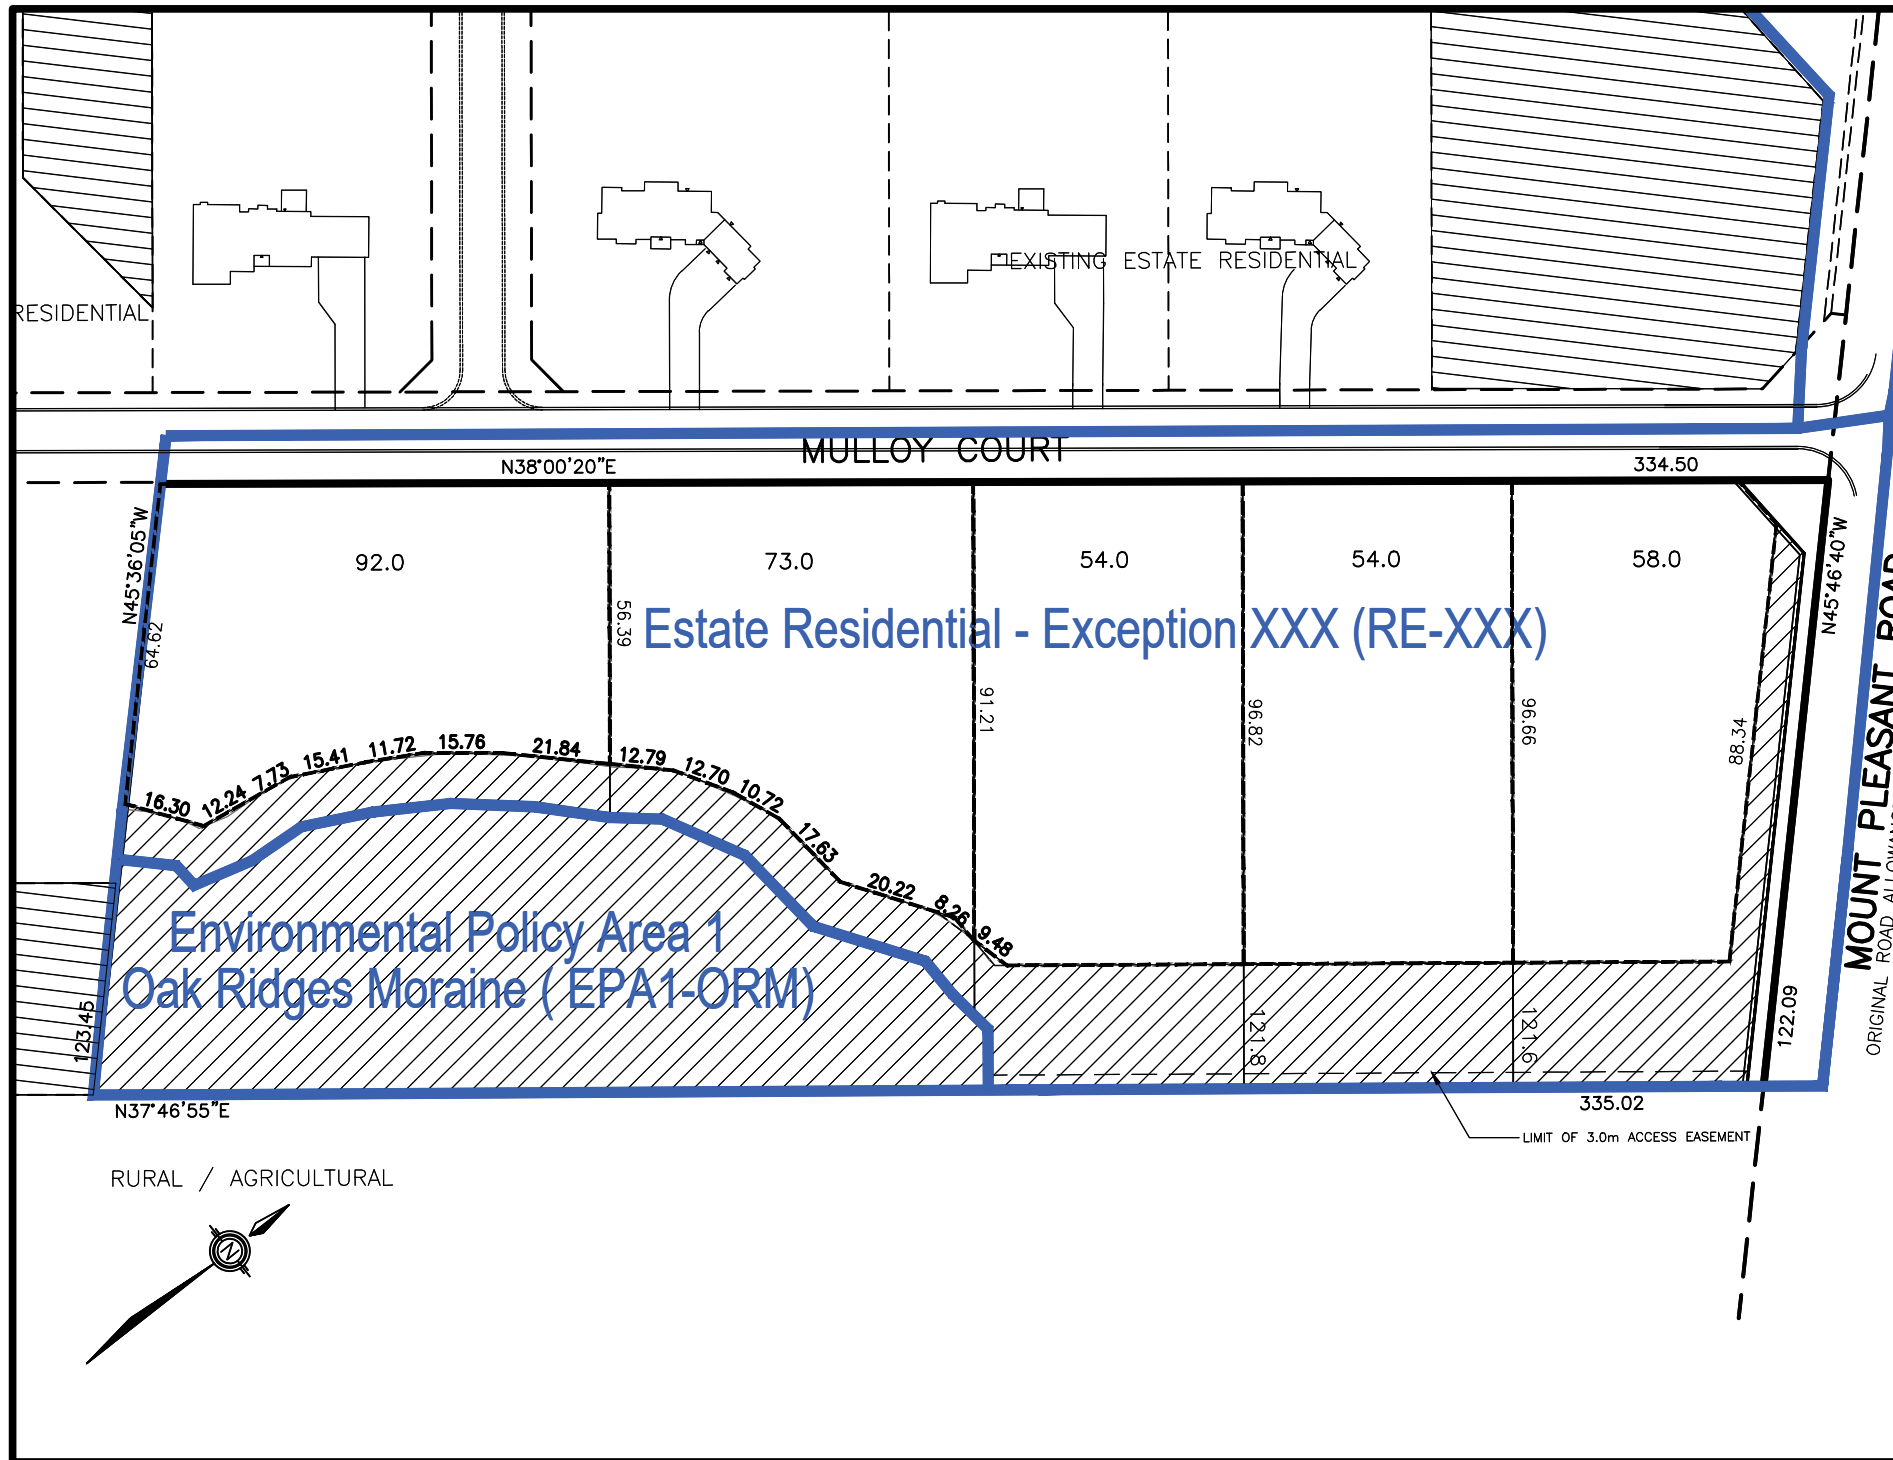 EXISTING ESTATE RESIDENTIAL
RESIDENTIAL
MULLOY COURT
N38°00'20"E
334.50
N45°36'05"W
64.62
92.0
73.0
54.0
54.0
58.0
N45°46'40"W
56.39
Estate Residential - Exception XXX (RE-XXX)
91.21
96.82
96.66
88.34
MOUNT PLEASANT ROAD
16.30
12.24
7.73
15.41
11.72
15.76
21.84
12.79
12.70
10.72
17.63
20.22
8.26
9.48
Environmental Policy Area 1
Oak Ridges Moraine ( EPA1-ORM)
123.45
121.8
121.6
122.09
ORIGINAL ROAD
N37°46'55"E
335.02
LIMIT OF 3.0m ACCESS EASEMENT
RURAL / AGRICULTURAL
N